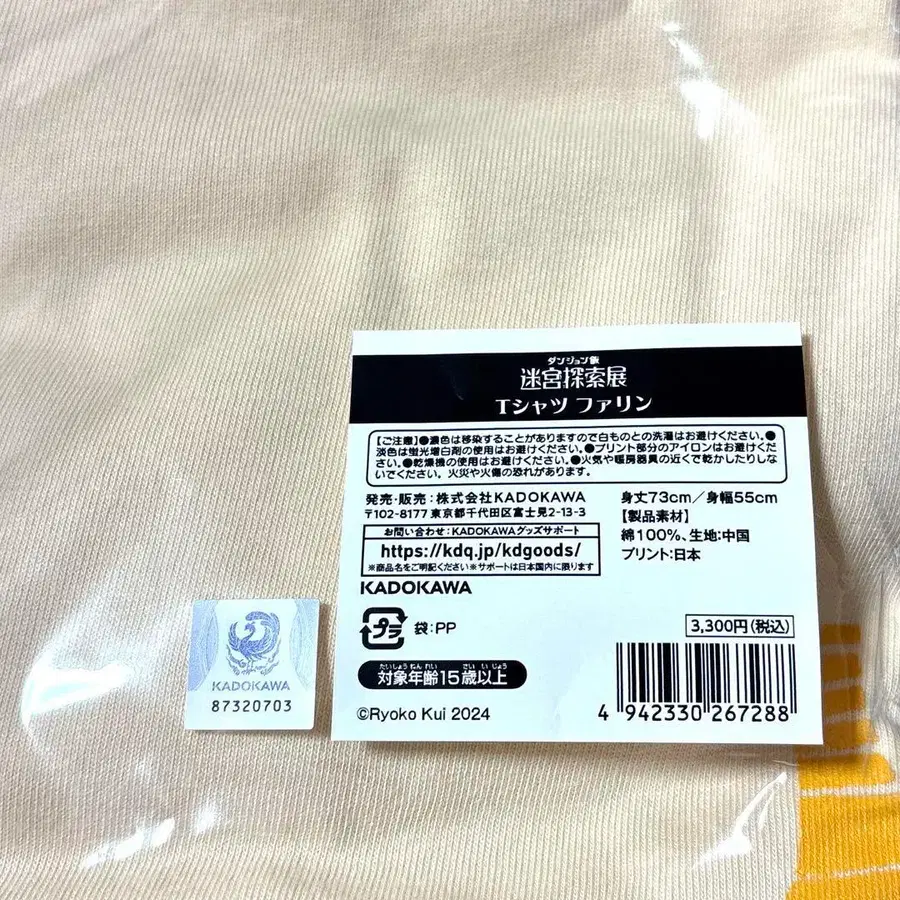 ダンジョン飯
迷宮探索展
Tシャツ ファリン
【ご注意】●濃色は移染することがありますので白ものとの洗濯はお避けください。●
淡色は蛍光増白剤の使用はお避けください。●プリント部分のアイロンはお避けくだ
さい。●乾燥機の使用はお避けください。●火気や暖房器具の近くで乾かしたりしな
いでください。火災や火傷の恐れがあります。
発売・販売：株式会社KADOKAWA
〒102-8177 東京都千代田区富士見2-13-3
お問い合わせ：KADOKAWAグッズサポート
https://kdq.jp/kdgoods/
※商品名をご明記ください※サポートは日本国内に限ります
KADOKAWA
身丈73cm／身幅55cm
【製品素材】
綿100%、生地：中国
プリント：日本
プラ 袋：PP
3,300円(税込)
たいしょうねんれい さいいじょう
対象年齢15歳以上
©Ryoko Kui 2024
4 942330 267288
KADOKAWA
87320703